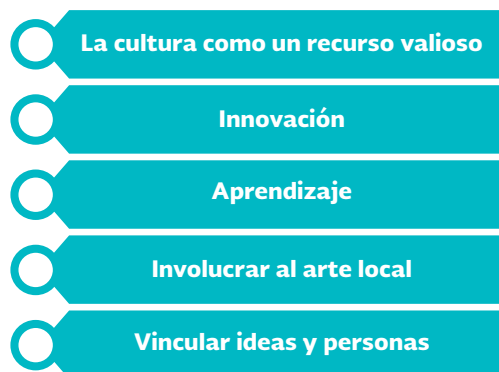 La cultura como un recurso valioso
Innovación
Aprendizaje
Involucrar al arte local
Vincular ideas y personas